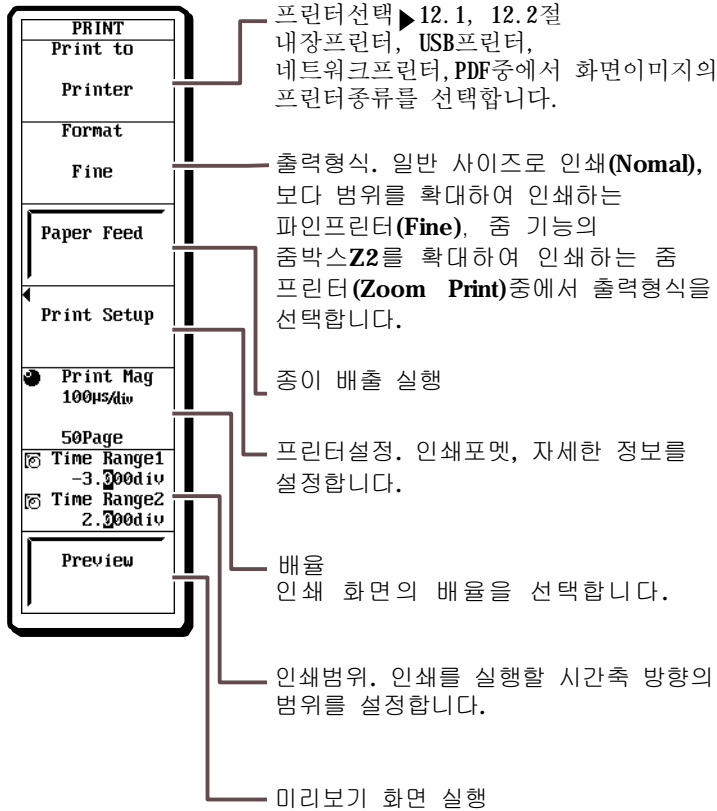 PRINT
Print to
Printer
Format
Fine
Paper Feed
Print Setup
Print Mag
100µs/div
50Page
Time Range1
-3.000div
Time Range2
2.000div
Preview
프린터선택▶12.1, 12.2절
내장프린터, USB프린터,
네트워크프린터,PDF중에서 화면이미지의
프린터종류를 선택합니다.
출력형식. 일반 사이즈로 인쇄(Nomal),
보다 범위를 확대하여 인쇄하는
파인프린터(Fine), 줌 기능의
줌박스Z2를 확대하여 인쇄하는 줌
프린터(Zoom Print)중에서 출력형식을
선택합니다.
종이 배출 실행
프린터설정. 인쇄포멧, 자세한 정보를
설정합니다.
배율
인쇄 화면의 배율을 선택합니다.
인쇄범위. 인쇄를 실행할 시간축 방향의
범위를 설정합니다.
미리보기 화면 실행